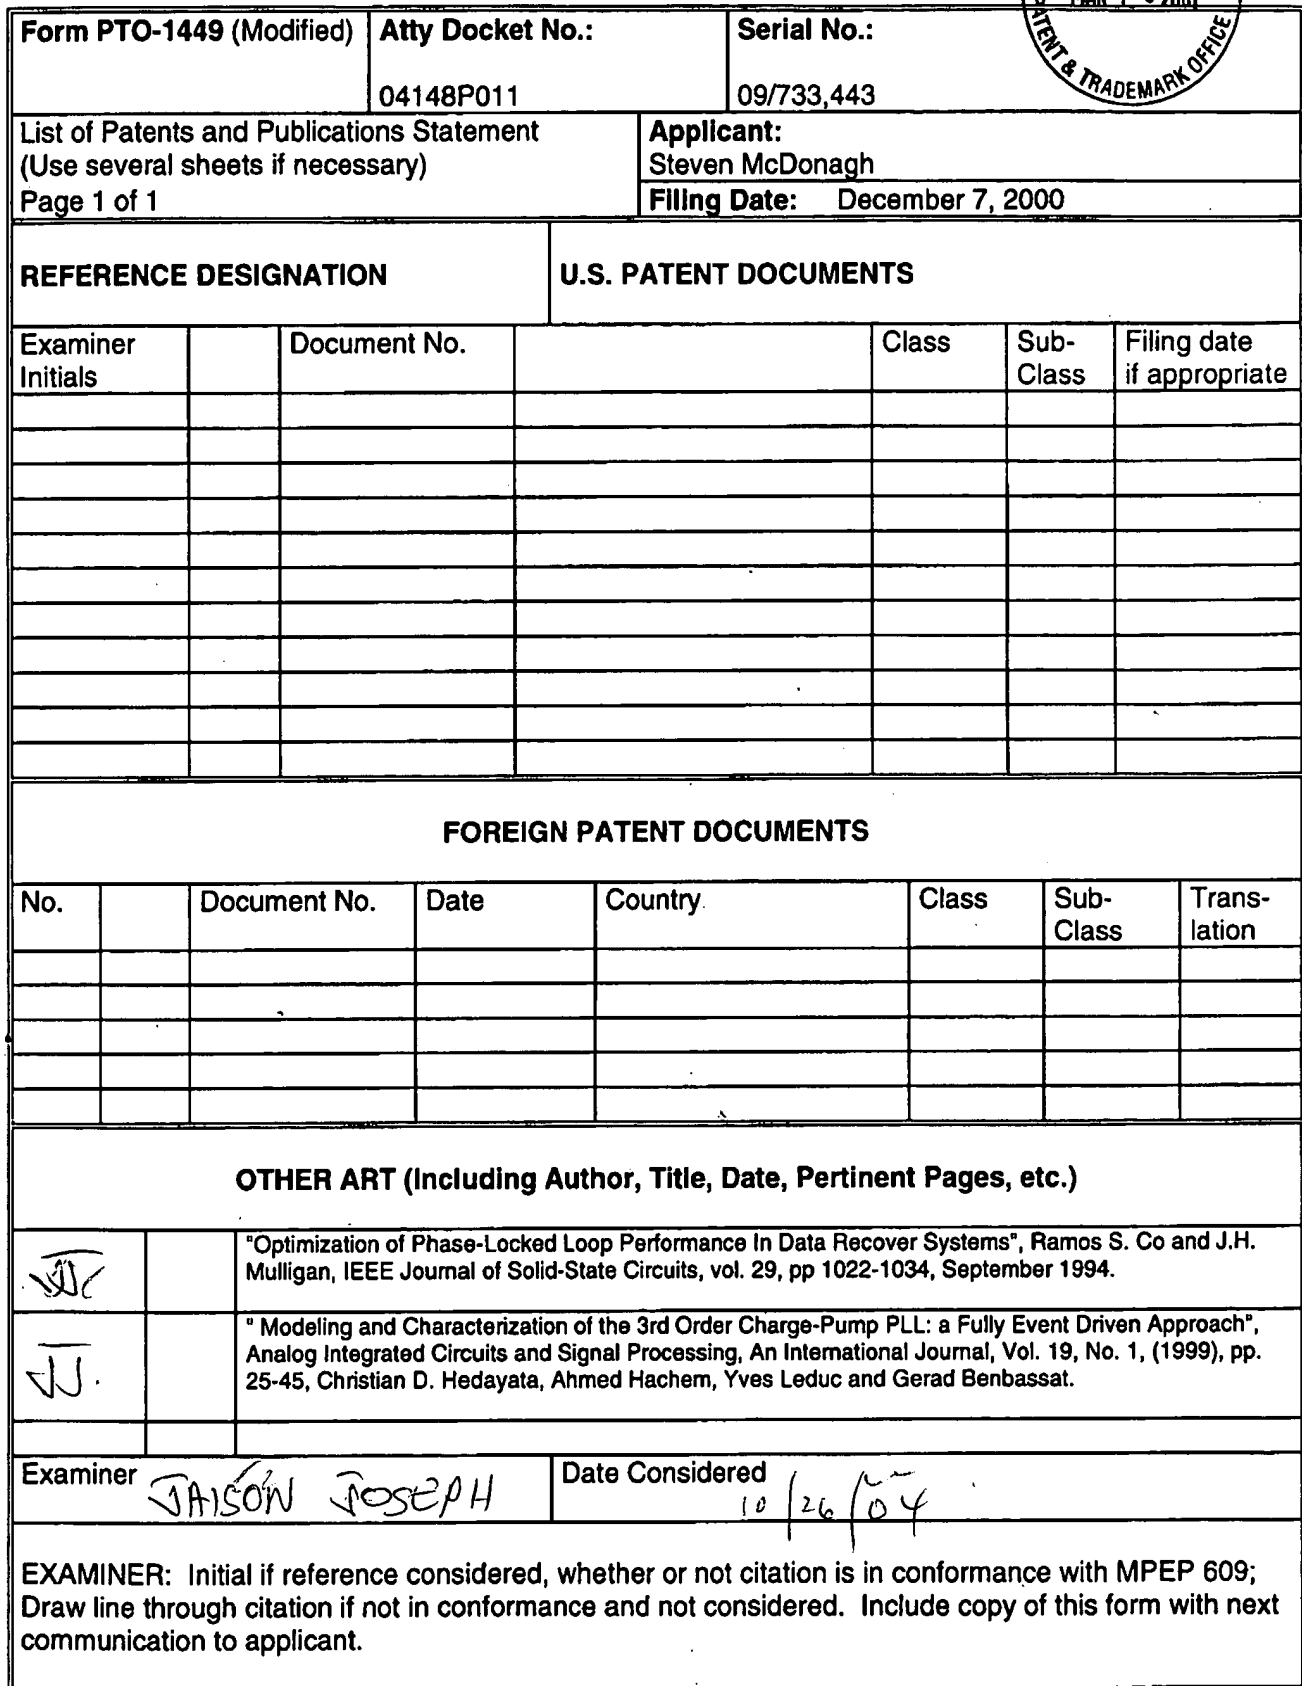 Form PTO-1449 (Modified)
Atty Docket No.:
04148P011
Serial No.:
09/733,443
PATENT & TRADEMARK OFFICE
List of Patents and Publications Statement
(Use several sheets if necessary)
Page 1 of 1
Applicant:
Steven McDonagh
Filing Date: December 7, 2000
REFERENCE DESIGNATION
U.S. PATENT DOCUMENTS
Examiner
Initials
Document No.
Class
Sub-
Class
Filing date
if appropriate
FOREIGN PATENT DOCUMENTS
No.
Document No.
Date
Country
Class
Sub-
Class
Trans-
lation
OTHER ART (Including Author, Title, Date, Pertinent Pages, etc.)
"Optimization of Phase-Locked Loop Performance In Data Recover Systems", Ramos S. Co and J.H.
Mulligan, IEEE Journal of Solid-State Circuits, vol. 29, pp 1022-1034, September 1994.
JJ.
" Modeling and Characterization of the 3rd Order Charge-Pump PLL: a Fully Event Driven Approach",
Analog Integrated Circuits and Signal Processing, An International Journal, Vol. 19, No. 1, (1999), pp.
25-45, Christian D. Hedayata, Ahmed Hachem, Yves Leduc and Gerad Benbassat.
Examiner JAISON JOSEPH
Date Considered 10/26/04
EXAMINER: Initial if reference considered, whether or not citation is in conformance with MPEP 609;
Draw line through citation if not in conformance and not considered. Include copy of this form with next
communication to applicant.